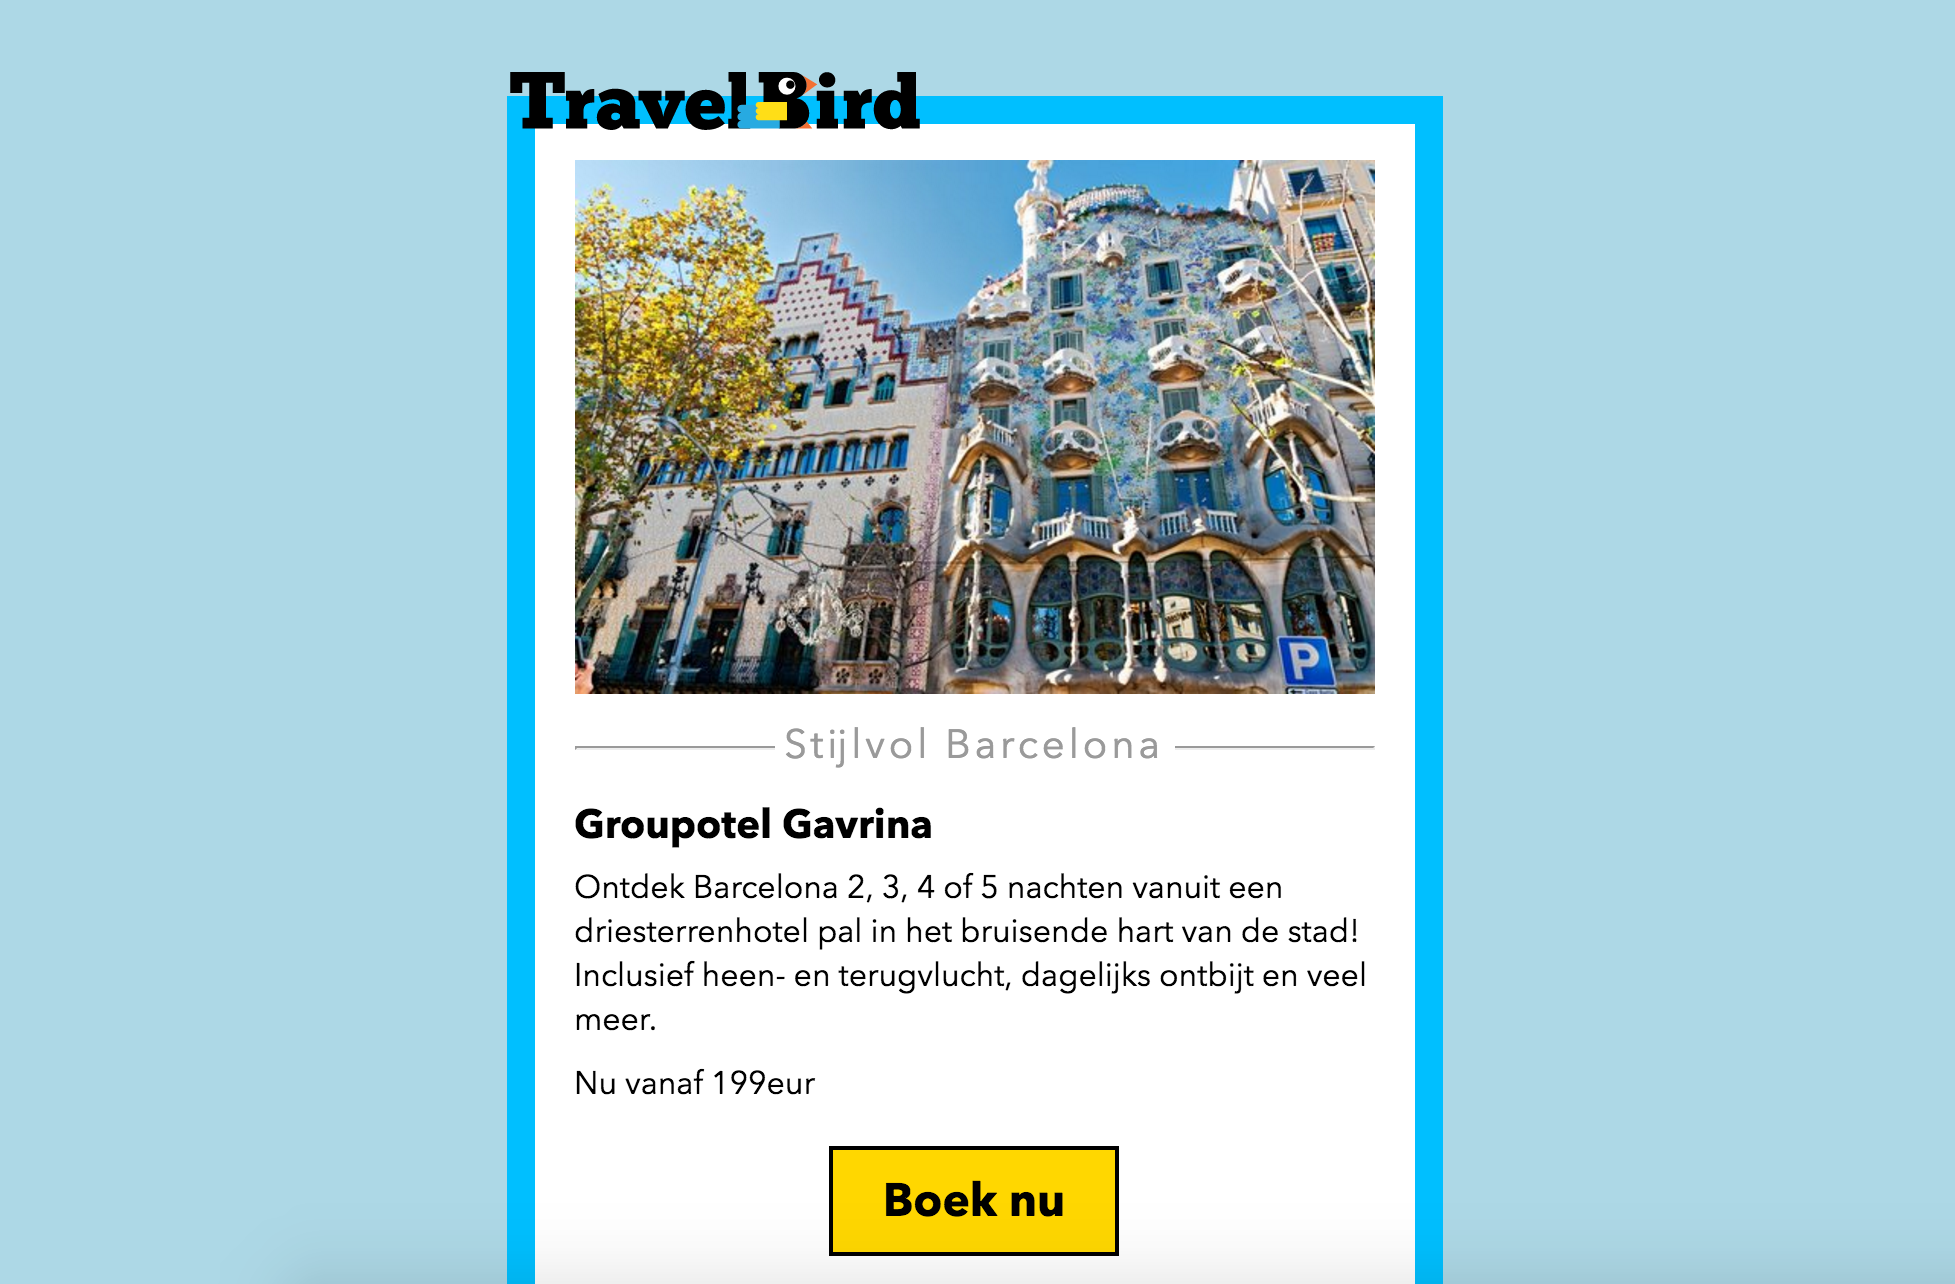 TravelBird
P
Stijlvol Barcelona
Groupotel Gavrina
Ontdek Barcelona 2, 3, 4 of 5 nachten vanuit een
driesterrenhotel pal in het bruisende hart van de stad!
Inclusief heen- en terugvlucht, dagelijks ontbijt en veel
meer.
Nu vanaf 199eur
Boek nu